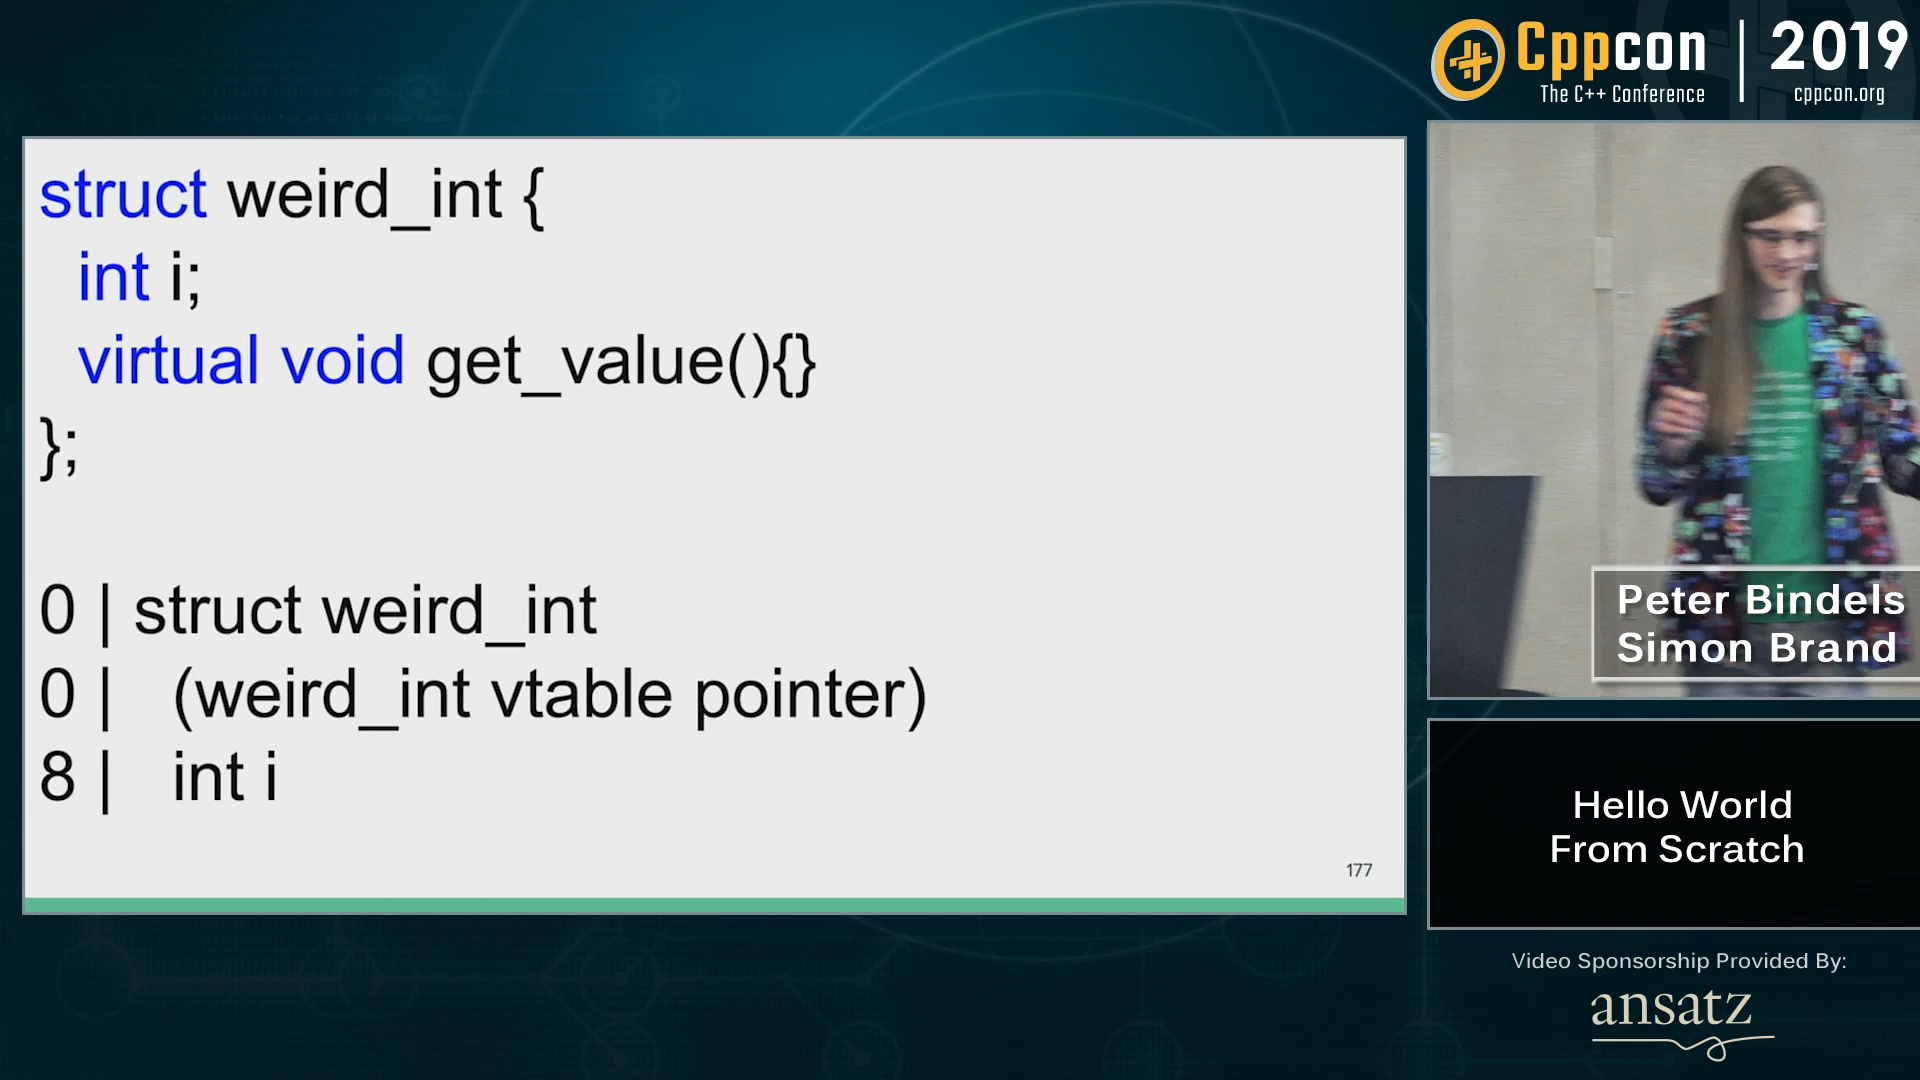 Cppcon
The C++ Conference
2019
cppcon.org
struct weird_int {
int i;
virtual void get_value(){}
};
0 | struct weird_int
0 | (weird_int vtable pointer)
8 | int i
177
Peter Bindels
Simon Brand
Hello World
From Scratch
Video Sponsorship Provided By:
ansatz